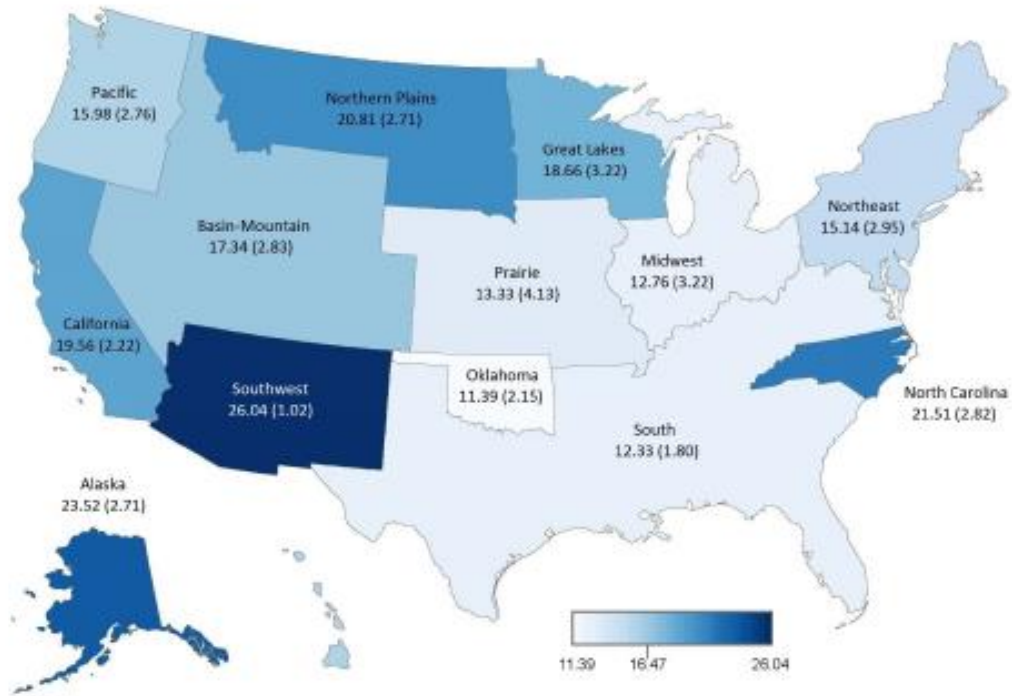 Pacific
15.98 (2.76)
Northern Plains
20.81 (2.71)
Great Lakes
18.66 (3.22)
Northeast
15.14 (2.95)
Basin-Mountain
17.34 (2.83)
Prairie
13.33 (4.13)
Midwest
12.76 (3.22)
California
19.56 (2.22)
Southwest
26.04 (1.02)
Oklahoma
11.39 (2.15)
North Carolina
21.51 (2.82)
South
12.33 (1.80)
Alaska
23.52 (2.71)
11.39 16.47 26.04